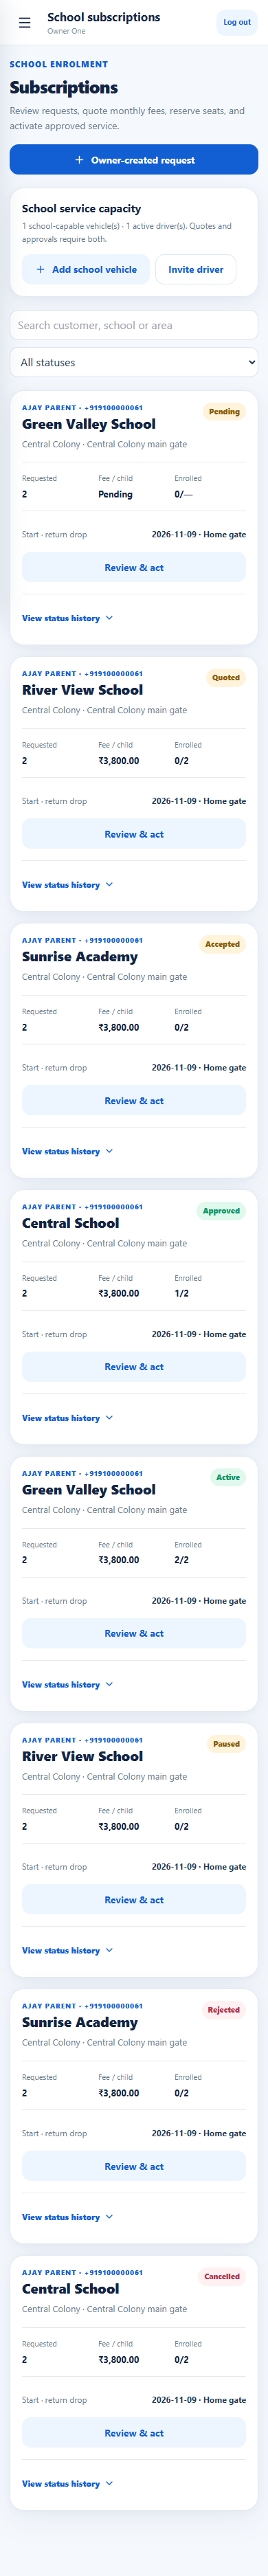 School subscriptions
Owner One
Log out
SCHOOL ENROLMENT
Subscriptions
Review requests, quote monthly fees, reserve seats, and
activate approved service.
+ Owner-created request
School service capacity
1 school-capable vehicle(s) · 1 active driver(s). Quotes and
approvals require both.
+ Add school vehicle
Invite driver
Search customer, school or area
All statuses
AJAY PARENT · +919100000061
Pending
Green Valley School
Central Colony · Central Colony main gate
Requested Fee / child Enrolled
2 Pending 0/—
Start · return drop 2026-11-09 · Home gate
Review & act
View status history
AJAY PARENT · +919100000061
Quoted
River View School
Central Colony · Central Colony main gate
Requested Fee / child Enrolled
2 ₹3,800.00 0/2
Start · return drop 2026-11-09 · Home gate
Review & act
View status history
AJAY PARENT · +919100000061
Accepted
Sunrise Academy
Central Colony · Central Colony main gate
Requested Fee / child Enrolled
2 ₹3,800.00 0/2
Start · return drop 2026-11-09 · Home gate
Review & act
View status history
AJAY PARENT · +919100000061
Approved
Central School
Central Colony · Central Colony main gate
Requested Fee / child Enrolled
2 ₹3,800.00 1/2
Start · return drop 2026-11-09 · Home gate
Review & act
View status history
AJAY PARENT · +919100000061
Active
Green Valley School
Central Colony · Central Colony main gate
Requested Fee / child Enrolled
2 ₹3,800.00 2/2
Start · return drop 2026-11-09 · Home gate
Review & act
View status history
AJAY PARENT · +919100000061
Paused
River View School
Central Colony · Central Colony main gate
Requested Fee / child Enrolled
2 ₹3,800.00 0/2
Start · return drop 2026-11-09 · Home gate
Review & act
View status history
AJAY PARENT · +919100000061
Rejected
Sunrise Academy
Central Colony · Central Colony main gate
Requested Fee / child Enrolled
2 ₹3,800.00 0/2
Start · return drop 2026-11-09 · Home gate
Review & act
View status history
AJAY PARENT · +919100000061
Cancelled
Central School
Central Colony · Central Colony main gate
Requested Fee / child Enrolled
2 ₹3,800.00 0/2
Start · return drop 2026-11-09 · Home gate
Review & act
View status history